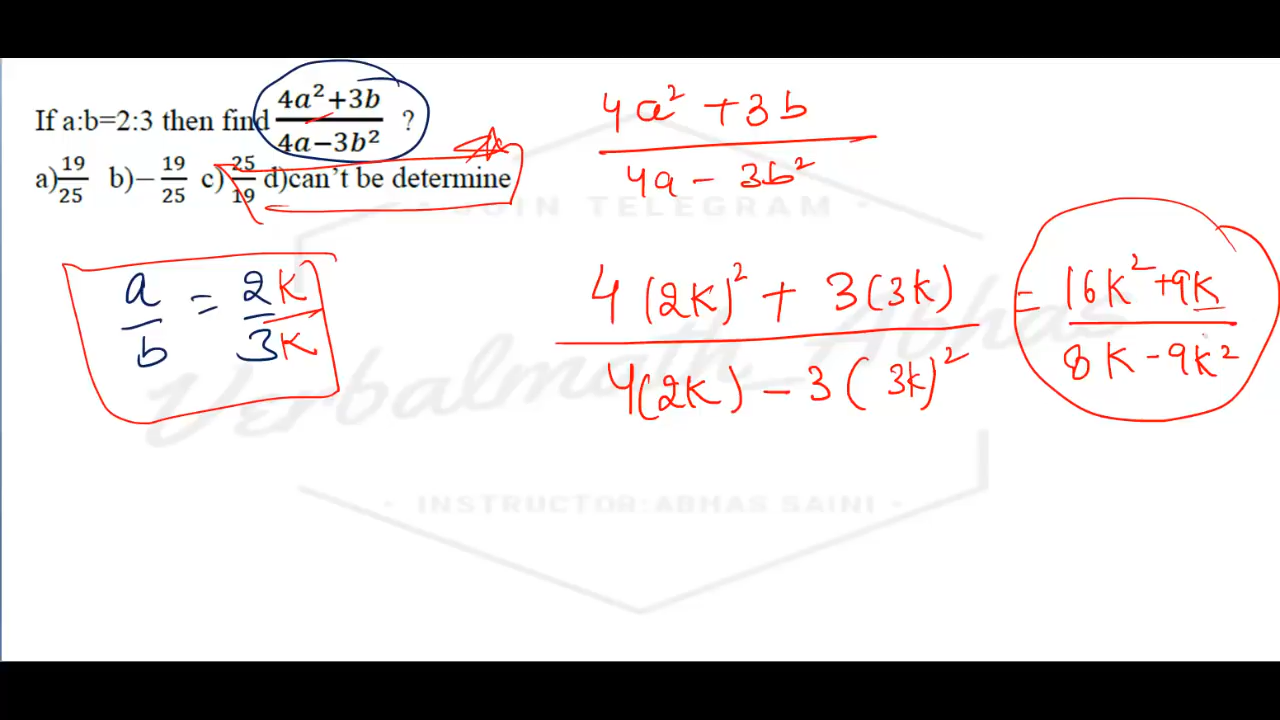 If a:b=2:3 then find (4a²+3b)/(4a−3b²) ?
a) 19/25 b)− 19/25 c) 25/19 d)can't be determine
(4a² + 3b)/(4a − 3b²)
a/b = 2K/3K
(4(2K)² + 3(3K))/(4(2K) − 3(3K)²) = (16K² + 9K)/(8K − 9K²)
JOIN TELEGRAM
Verbalmath Abhas
- INSTRUCTOR:ABHAS SAINI -